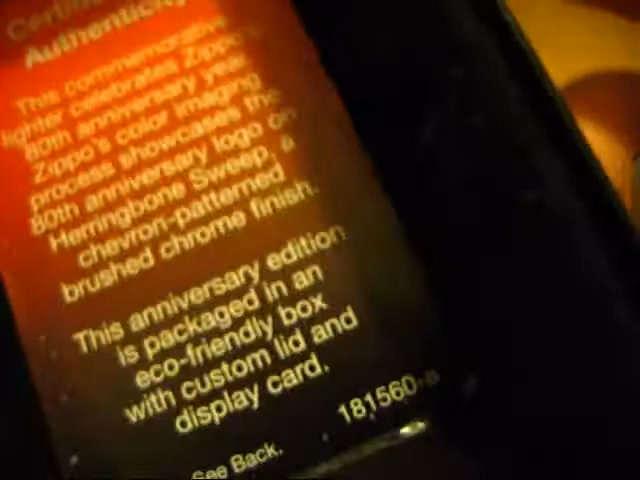 Certificate
Authenticity
This commemorative
lighter celebrates Zippo's
80th anniversary year.
Zippo's color imaging
process showcases the
80th anniversary logo on
Herringbone Sweep, a
chevron-patterned
brushed chrome finish.
This anniversary edition
is packaged in an
eco-friendly box
with custom lid and
display card.
181560-a
See Back.